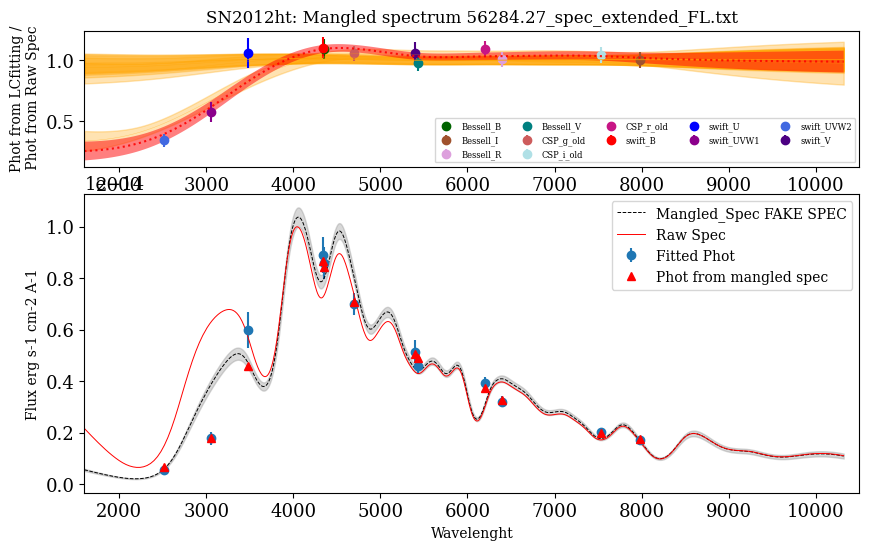 SN2012ht: Mangled spectrum 56284.27_spec_extended_FL.txt
Phot from LCfitting /
Phot from Raw Spec
1.0
0.5
Bessell_B Bessell_V CSP_r_old swift_U swift_UVW2
Bessell_I CSP_g_old swift_B swift_UVW1 swift_V
Bessell_R CSP_i_old
2000 3000 4000 5000 6000 7000 8000 9000 10000
1e−14
Flux erg s-1 cm-2 A-1
1.0
0.8
0.6
0.4
0.2
0.0
Mangled_Spec FAKE SPEC
Raw Spec
Fitted Phot
Phot from mangled spec
2000 3000 4000 5000 6000 7000 8000 9000 10000
Wavelenght